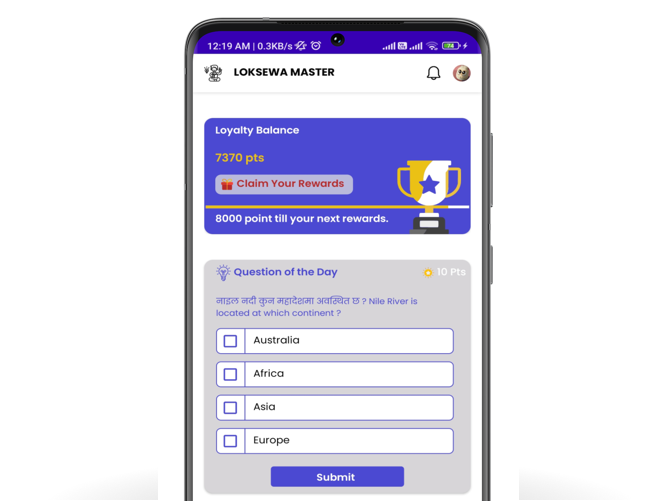 12:19 AM | 0.3KB/s
LOKSEWA MASTER
Loyalty Balance
7370 pts
Claim Your Rewards
8000 point till your next rewards.
Question of the Day
10 Pts
नाइल नदी कुन महादेशमा अवस्थित छ ? Nile River is
located at which continent ?
Australia
Africa
Asia
Europe
Submit